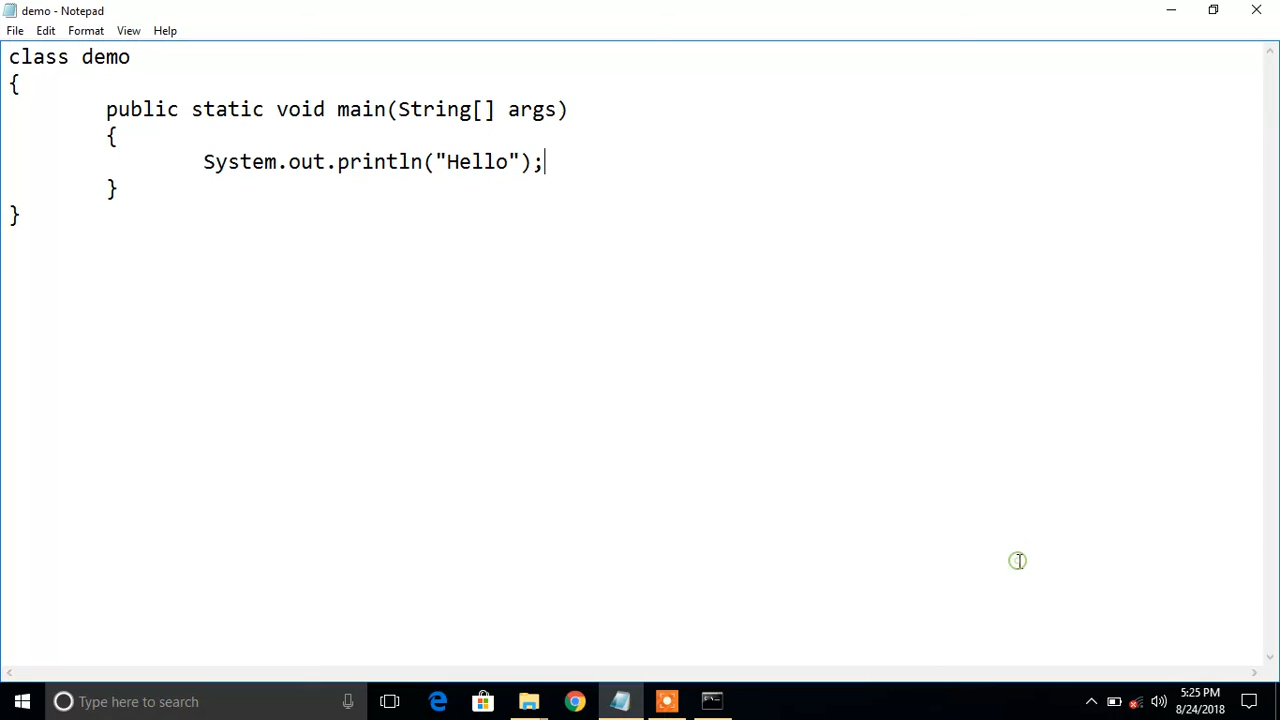 demo - Notepad
File Edit Format View Help
class demo
{
public static void main(String[] args)
{
System.out.println("Hello");
}
}
Type here to search
5:25 PM
8/24/2018